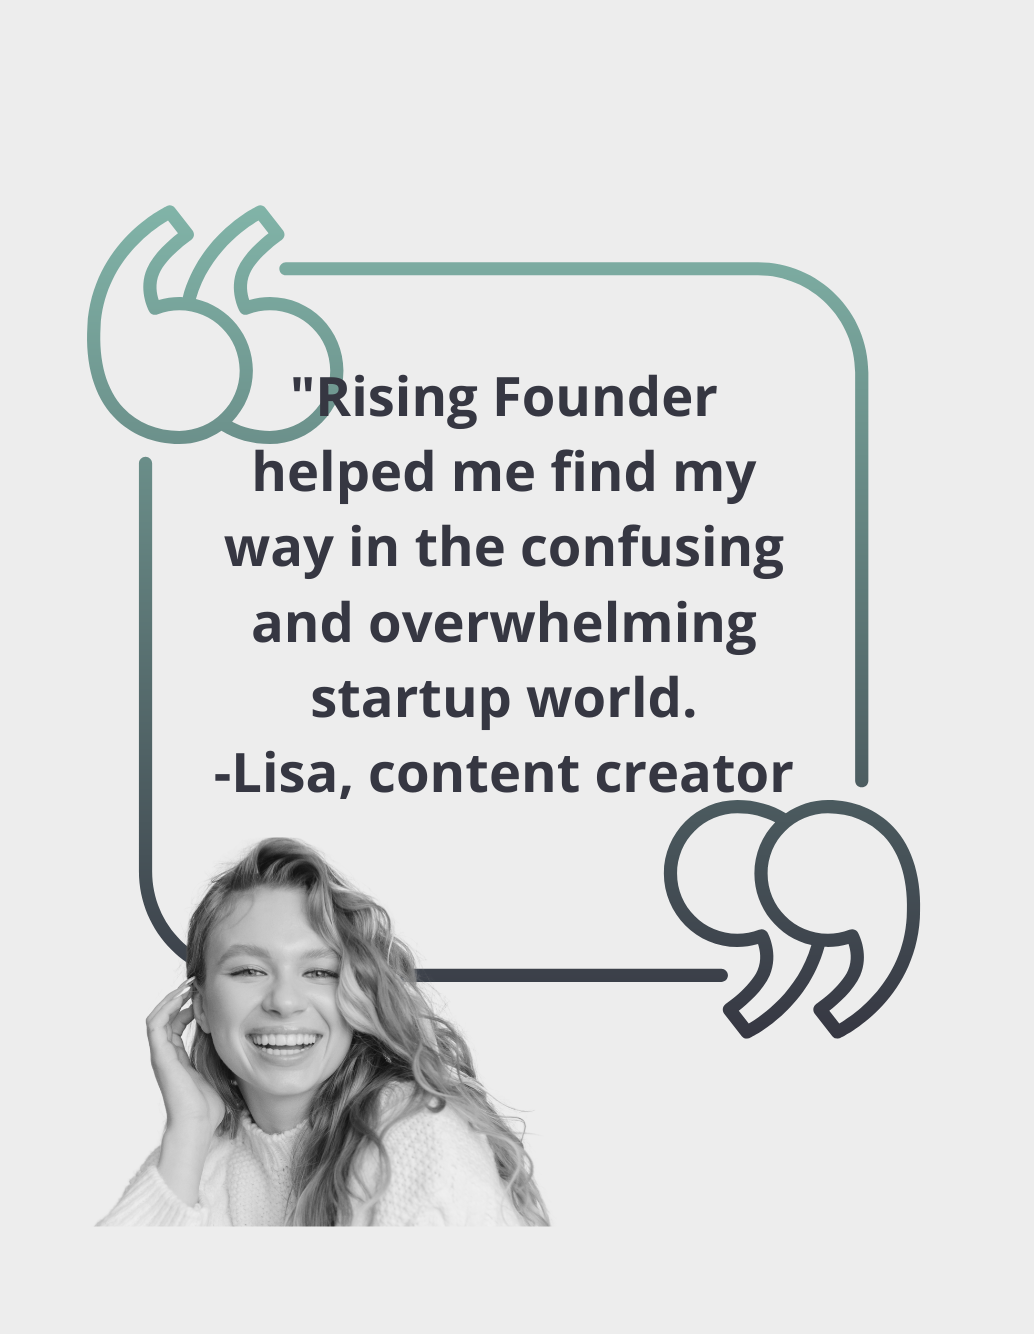 "Rising Founder
helped me find my
way in the confusing
and overwhelming
startup world.
-Lisa, content creator